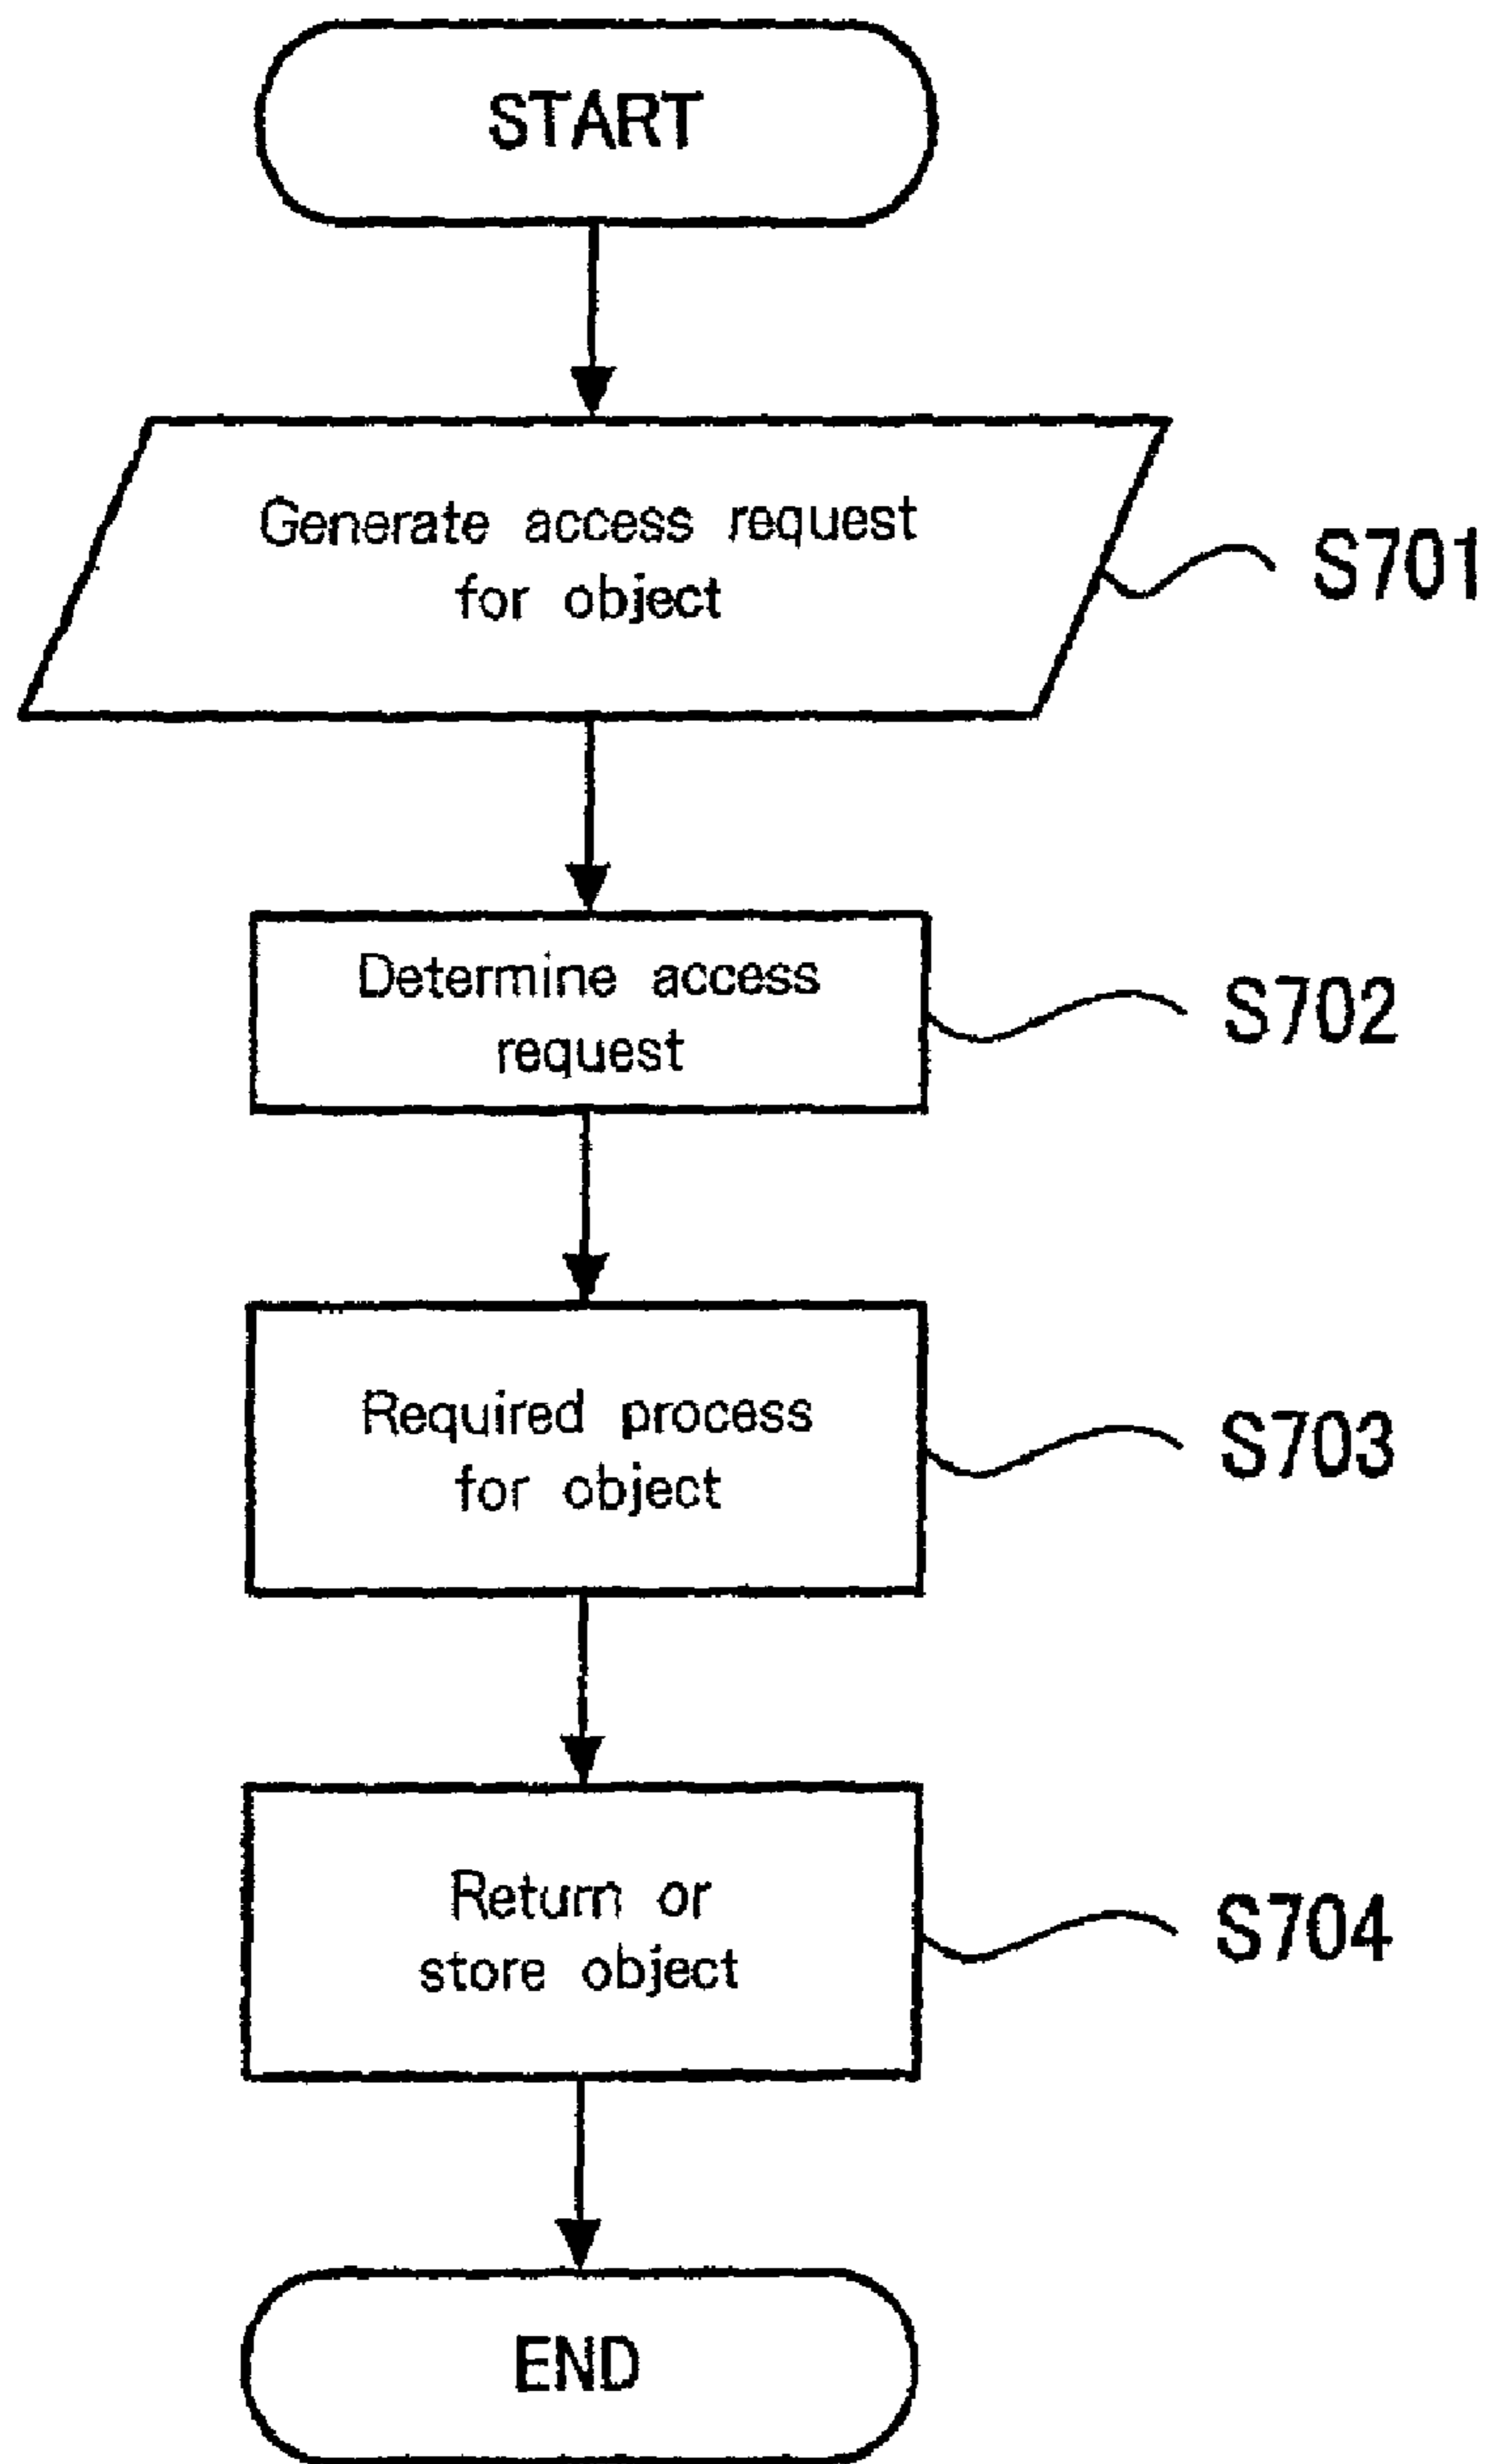 START
Generate access request
for object
S701
Determine access
request
S702
Required process
for object
S703
Return or
store object
S704
END